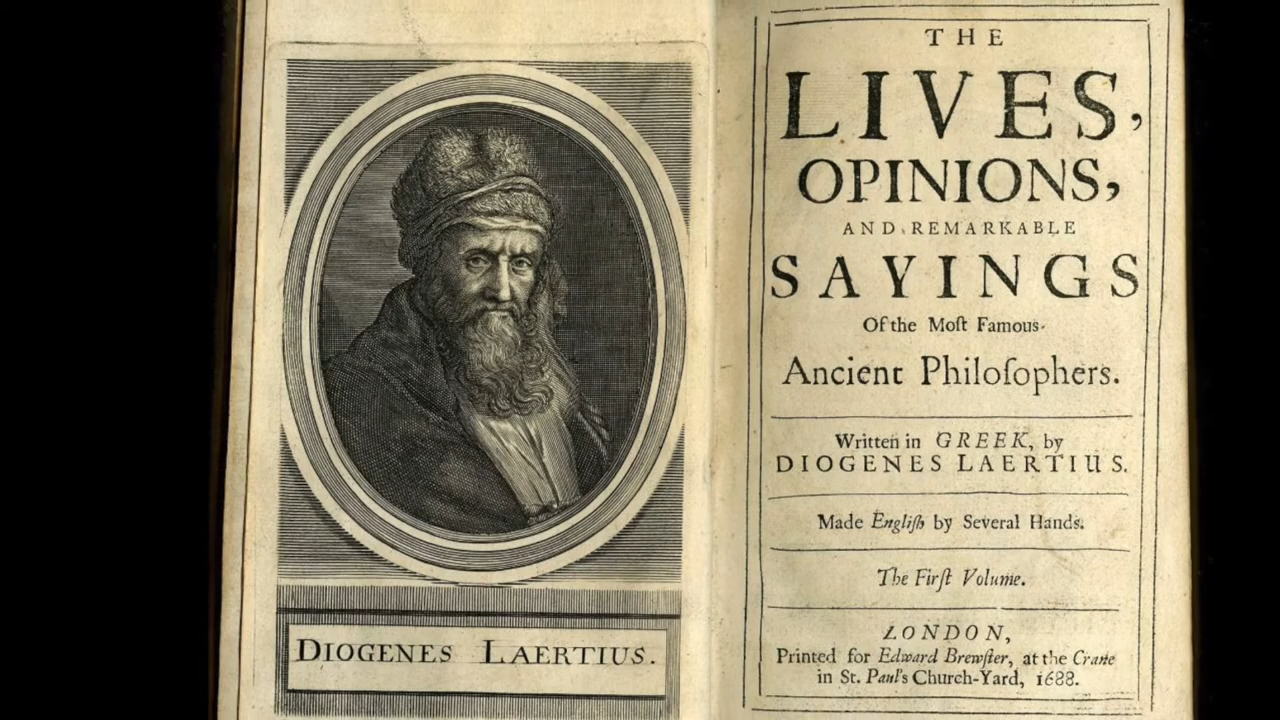 DIOGENES LAERTIUS.
THE
LIVES,
OPINIONS,
AND REMARKABLE
SAYINGS
Of the Moſt Famous
Ancient Philoſophers.
Written in GREEK, by
DIOGENES LAERTIUS.
Made Engliſh by Several Hands.
The Firſt Volume.
LONDON,
Printed for Edward Brewſter, at the Crane
in St. Paul's Church-Yard, 1688.